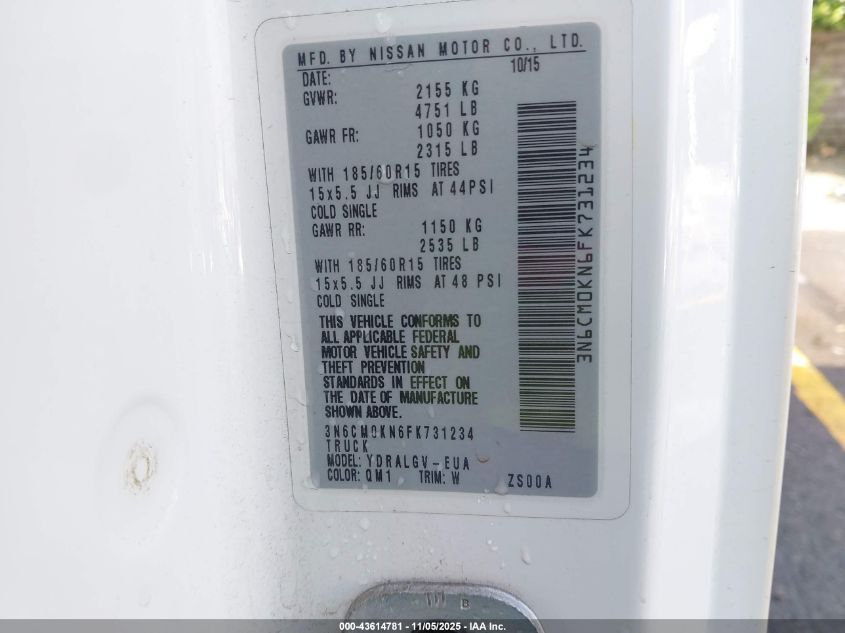 MFD. BY NISSAN MOTOR CO., LTD.
DATE: 10/15
GVWR: 2155 KG
4751 LB
GAWR FR: 1050 KG
2315 LB
WITH 185/60R15 TIRES
15x5.5 JJ RIMS AT 44PSI
COLD SINGLE
GAWR RR: 1150 KG
2535 LB
WITH 185/60R15 TIRES
15x5.5 JJ RIMS AT 48 PSI
COLD SINGLE
THIS VEHICLE CONFORMS TO
ALL APPLICABLE FEDERAL
MOTOR VEHICLE SAFETY AND
THEFT PREVENTION
STANDARDS IN EFFECT ON
THE DATE OF MANUFACTURE
SHOWN ABOVE.
3N6CM0KN6FK731234
TRUCK
MODEL: YDRALGV-EUA
COLOR: QM1 TRIM: W ZS00A
3N6CM0KN6FK731234
B
000-43614781 - 11/05/2025 - IAA Inc.